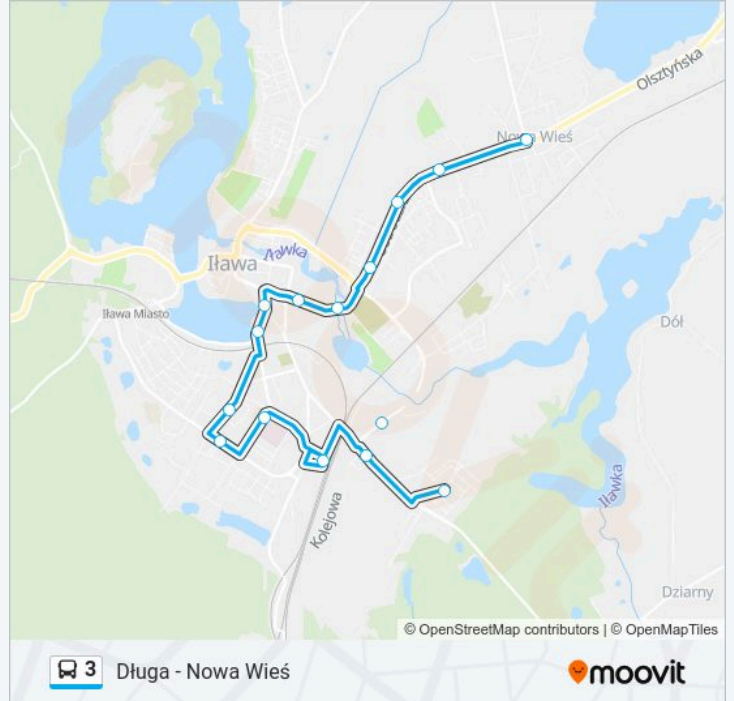 Olsztyńska
Nowa Wieś
Iławka
Iława
Iława Miasto
Dół
Iławka
Kolejowa
Dziarny
© OpenStreetMap contributors | © OpenMapTiles
3 Długa - Nowa Wieś
moovit